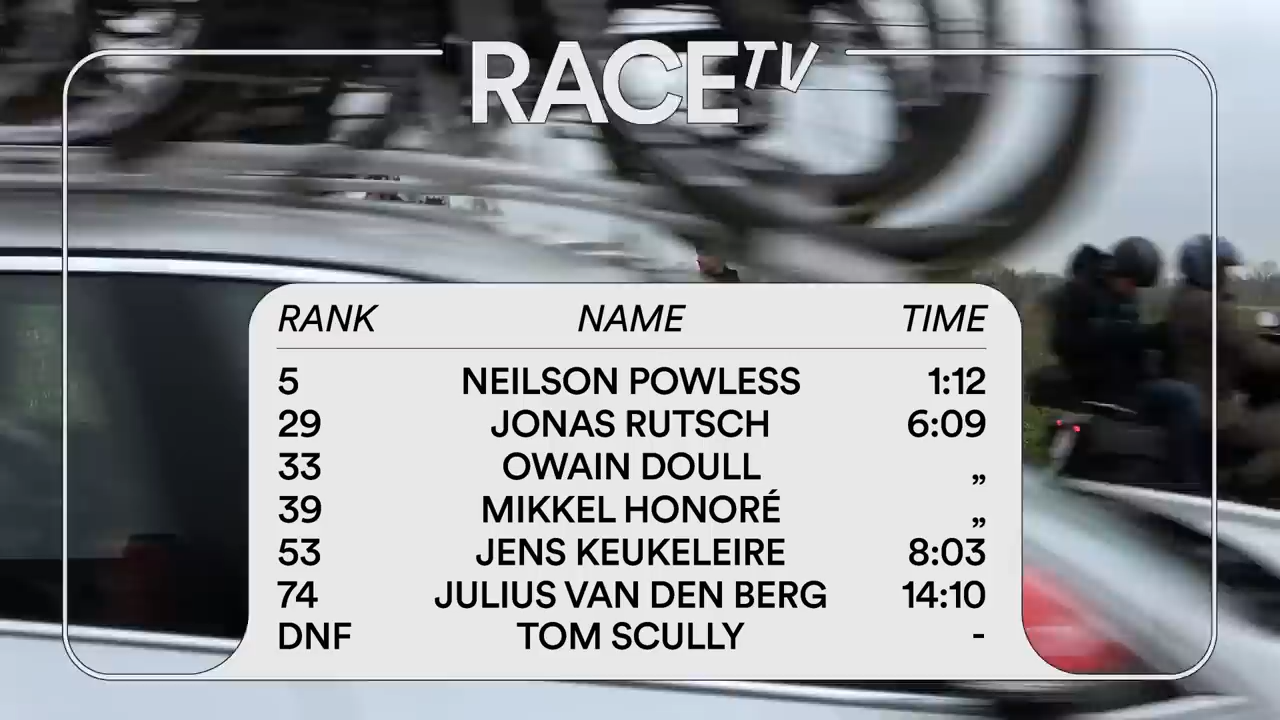 RACE TV
RANK NAME TIME
5 NEILSON POWLESS 1:12
29 JONAS RUTSCH 6:09
33 OWAIN DOULL „
39 MIKKEL HONORÉ „
53 JENS KEUKELEIRE 8:03
74 JULIUS VAN DEN BERG 14:10
DNF TOM SCULLY -